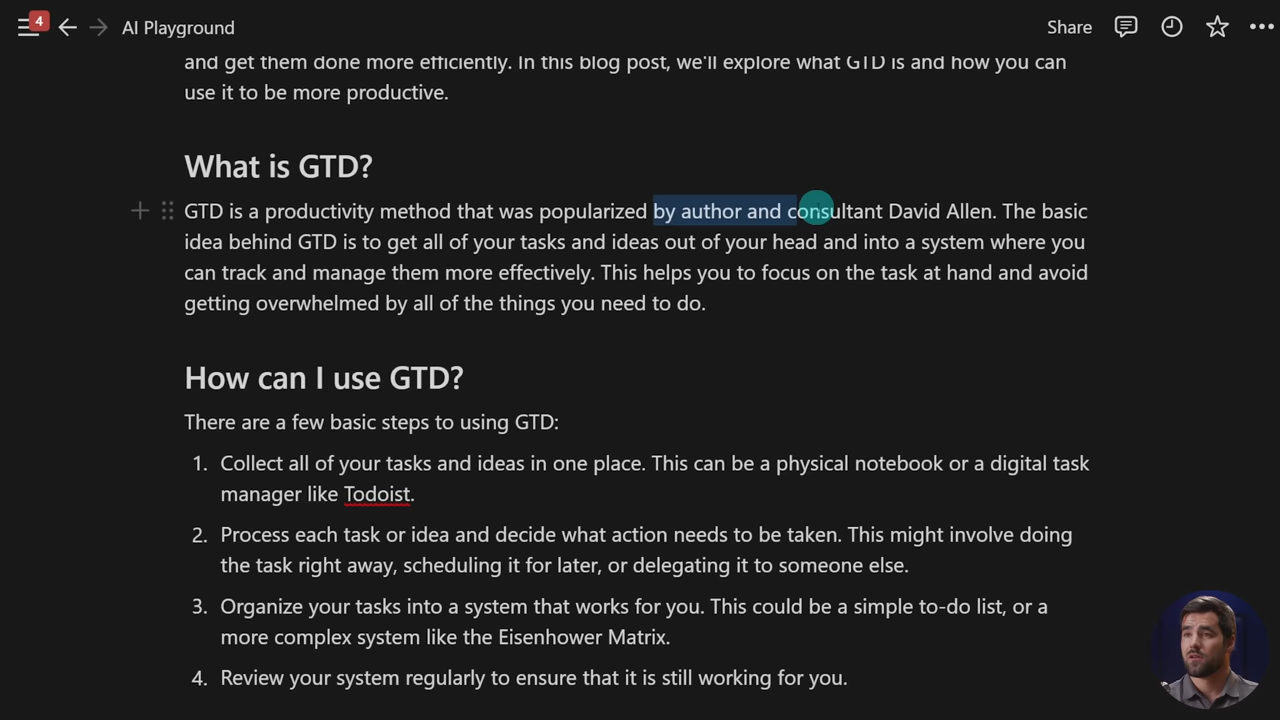 4
AI Playground
Share
and get them done more efficiently. In this blog post, we'll explore what GTD is and how you can
use it to be more productive.
What is GTD?
GTD is a productivity method that was popularized by author and consultant David Allen. The basic
idea behind GTD is to get all of your tasks and ideas out of your head and into a system where you
can track and manage them more effectively. This helps you to focus on the task at hand and avoid
getting overwhelmed by all of the things you need to do.
How can I use GTD?
There are a few basic steps to using GTD:
1. Collect all of your tasks and ideas in one place. This can be a physical notebook or a digital task
manager like Todoist.
2. Process each task or idea and decide what action needs to be taken. This might involve doing
the task right away, scheduling it for later, or delegating it to someone else.
3. Organize your tasks into a system that works for you. This could be a simple to-do list, or a
more complex system like the Eisenhower Matrix.
4. Review your system regularly to ensure that it is still working for you.